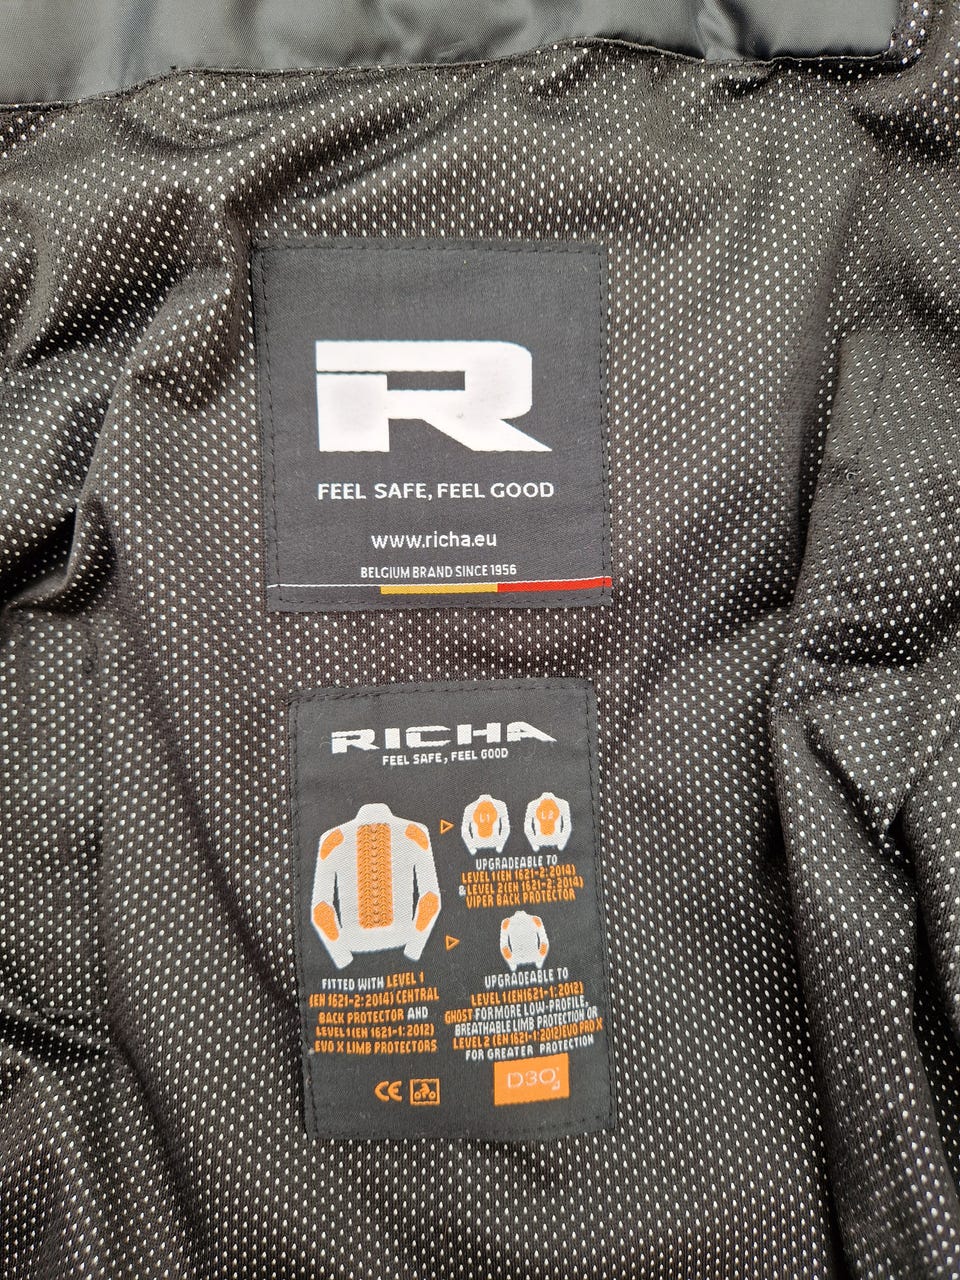 R
FEEL SAFE, FEEL GOOD
www.richa.eu
BELGIUM BRAND SINCE 1956
RICHA
FEEL SAFE, FEEL GOOD
L1 L2
UPGRADEABLE TO
LEVEL 1 (EN 1621-2: 2014)
& LEVEL 2 (EN 1621-2: 2014)
VIPER BACK PROTECTOR
FITTED WITH LEVEL 1
(EN 1621-2: 2014) CENTRAL
BACK PROTECTOR AND
LEVEL 1 (EN 1621-1: 2012)
EVO X LIMB PROTECTORS
UPGRADEABLE TO
LEVEL 1 (EN1621-1:2012)
GHOST FOR MORE LOW-PROFILE,
BREATHABLE LIMB PROTECTION OR
LEVEL 2 (EN 1621-1:2012) EVO PRO X
FOR GREATER PROTECTION
CE
D3O